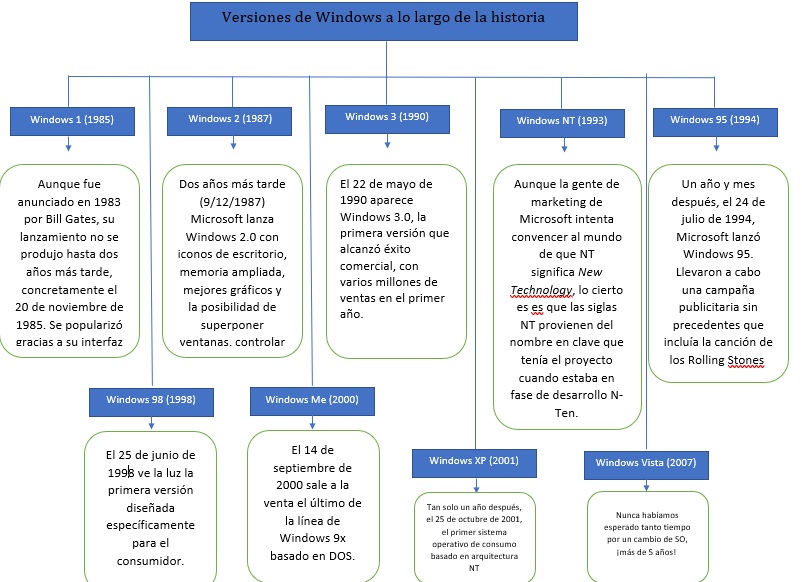 Versiones de Windows a lo largo de la historia
Windows 1 (1985)
Aunque fue
anunciado en 1983
por Bill Gates, su
lanzamiento no se
produjo hasta dos
años más tarde,
concretamente el
20 de noviembre de
1985. Se popularizó
gracias a su interfaz
Windows 2 (1987)
Dos años más tarde
(9/12/1987)
Microsoft lanza
Windows 2.0 con
iconos de escritorio,
memoria ampliada,
mejores gráficos y
la posibilidad de
superponer
ventanas, controlar
Windows 3 (1990)
El 22 de mayo de
1990 aparece
Windows 3.0, la
primera versión que
alcanzó éxito
comercial, con
varios millones de
ventas en el primer
año.
Windows NT (1993)
Aunque la gente de
marketing de
Microsoft intenta
convencer al mundo
de que NT
significa New
Technology, lo cierto
es es que las siglas
NT provienen del
nombre en clave que
tenía el proyecto
cuando estaba en
fase de desarrollo N-
Ten.
Windows 95 (1994)
Un año y mes
después, el 24 de
julio de 1994,
Microsoft lanzó
Windows 95.
Llevaron a cabo
una campaña
publicitaria sin
precedentes que
incluía la canción de
los Rolling Stones
Windows 98 (1998)
El 25 de junio de
1998 ve la luz la
primera versión
diseñada
específicamente
para el
consumidor.
Windows Me (2000)
El 14 de
septiembre de
2000 sale a la
venta el último de
la línea de
Windows 9x
basado en DOS.
Windows XP (2001)
Tan solo un año después,
el 25 de octubre de 2001,
el primer sistema
operativo de consumo
basado en arquitectura
NT
Windows Vista (2007)
Nunca habíamos
esperado tanto tiempo
por un cambio de SO,
¡más de 5 años!